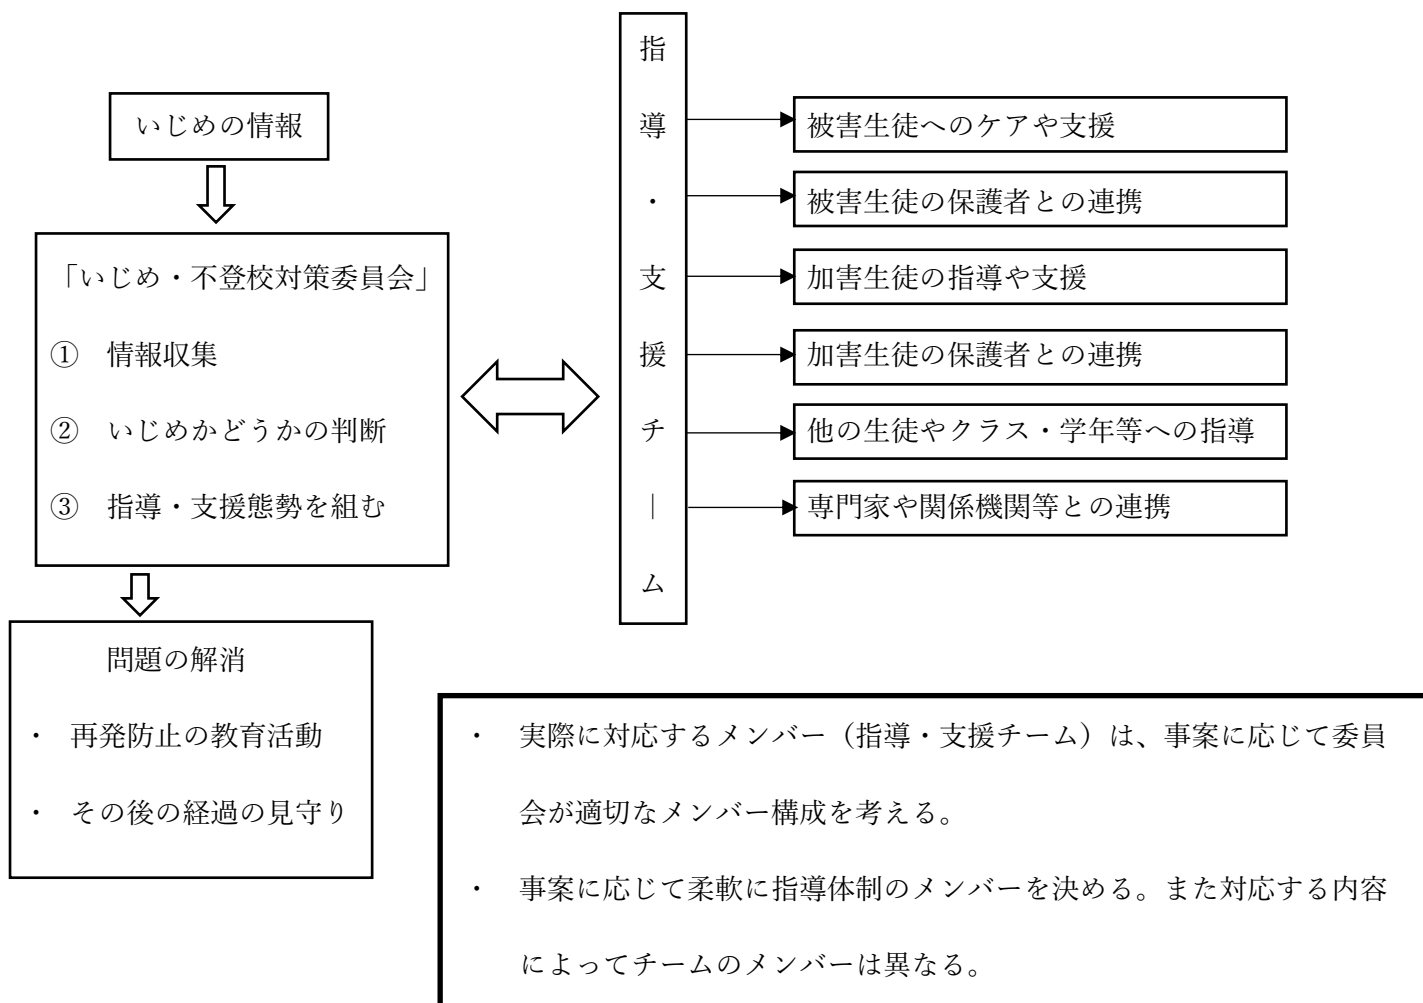 いじめの情報
「いじめ・不登校対策委員会」
① 情報収集
② いじめかどうかの判断
③ 指導・支援態勢を組む
問題の解消
・ 再発防止の教育活動
・ その後の経過の見守り
指導・支援チーム
被害生徒へのケアや支援
被害生徒の保護者との連携
加害生徒の指導や支援
加害生徒の保護者との連携
他の生徒やクラス・学年等への指導
専門家や関係機関等との連携
・ 実際に対応するメンバー（指導・支援チーム）は、事案に応じて委員
会が適切なメンバー構成を考える。
・ 事案に応じて柔軟に指導体制のメンバーを決める。また対応する内容
によってチームのメンバーは異なる。